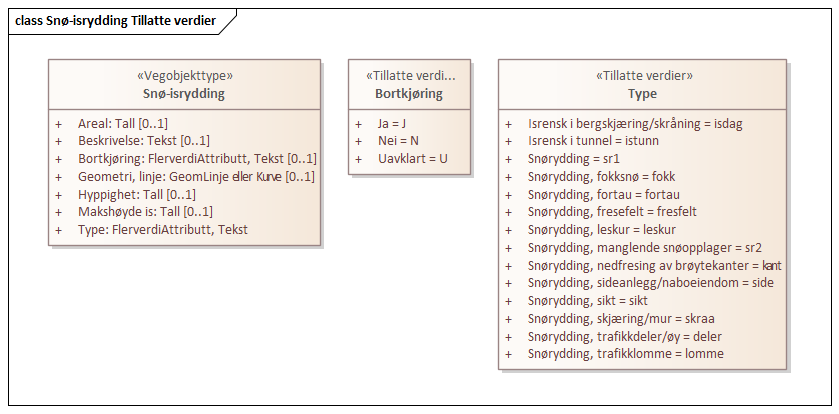 class Snø-isrydding Tillatte verdier
«Vegobjekttype»
Snø-isrydding
+ Areal: Tall [0..1]
+ Beskrivelse: Tekst [0..1]
+ Bortkjøring: FlerverdiAttributt, Tekst [0..1]
+ Geometri, linje: GeomLinje eller Kurve [0..1]
+ Hyppighet: Tall [0..1]
+ Makshøyde is: Tall [0..1]
+ Type: FlerverdiAttributt, Tekst
«Tillatte verdi...
Bortkjøring
+ Ja = J
+ Nei = N
+ Uavklart = U
«Tillatte verdier»
Type
+ Isrensk i bergskjæring/skråning = isdag
+ Isrensk i tunnel = istunn
+ Snørydding = sr1
+ Snørydding, fokksnø = fokk
+ Snørydding, fortau = fortau
+ Snørydding, fresefelt = fresfelt
+ Snørydding, leskur = leskur
+ Snørydding, manglende snøopplager = sr2
+ Snørydding, nedfresing av brøytekanter = kant
+ Snørydding, sideanlegg/naboeiendom = side
+ Snørydding, sikt = sikt
+ Snørydding, skjæring/mur = skraa
+ Snørydding, trafikkdeler/øy = deler
+ Snørydding, trafikklomme = lomme